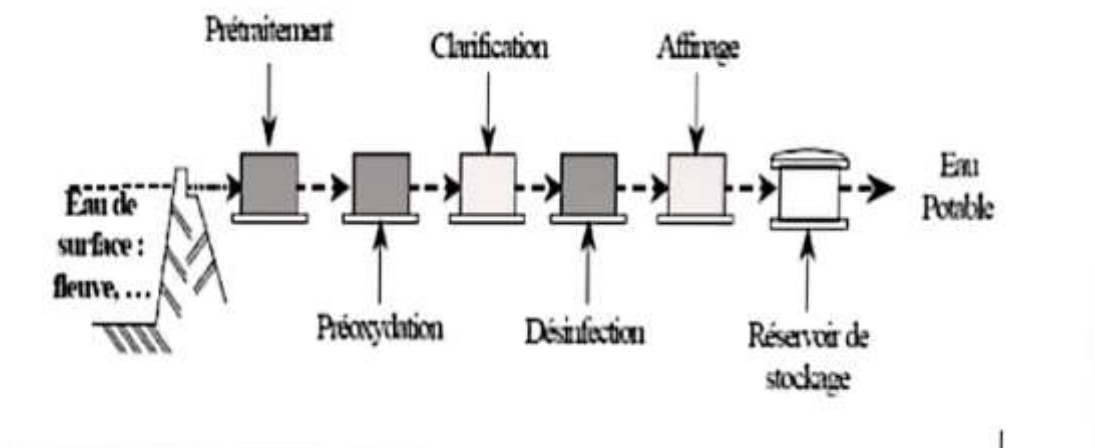 Prétraitement
Clarification
Affinage
Eau de
surface :
fleuve, …
Eau
Potable
Préoxydation
Désinfection
Réservoir de
stockage